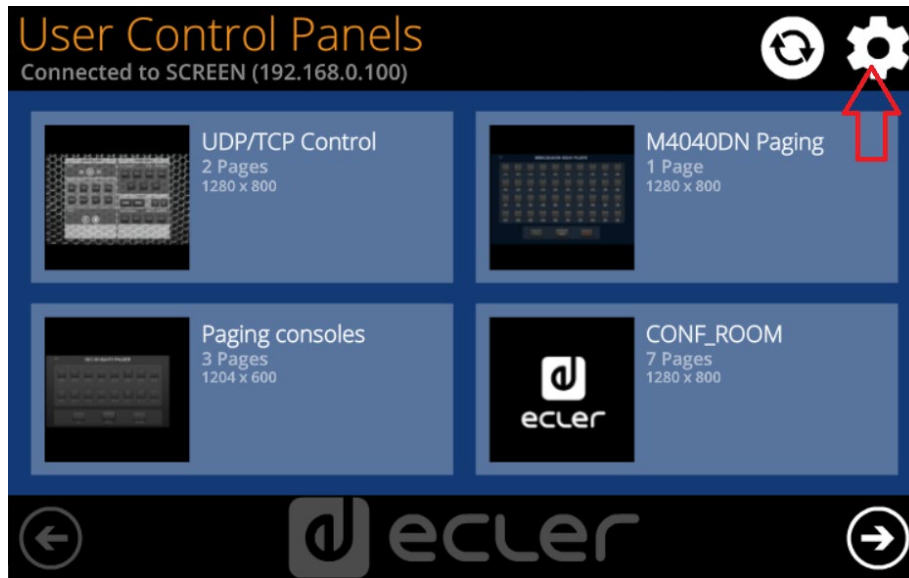 User Control Panels
Connected to SCREEN (192.168.0.100)
UDP/TCP Control
2 Pages
1280 x 800
M4040DN Paging
1 Page
1280 x 800
Paging consoles
3 Pages
1204 x 600
CONF_ROOM
7 Pages
1280 x 800
ecler
ecler